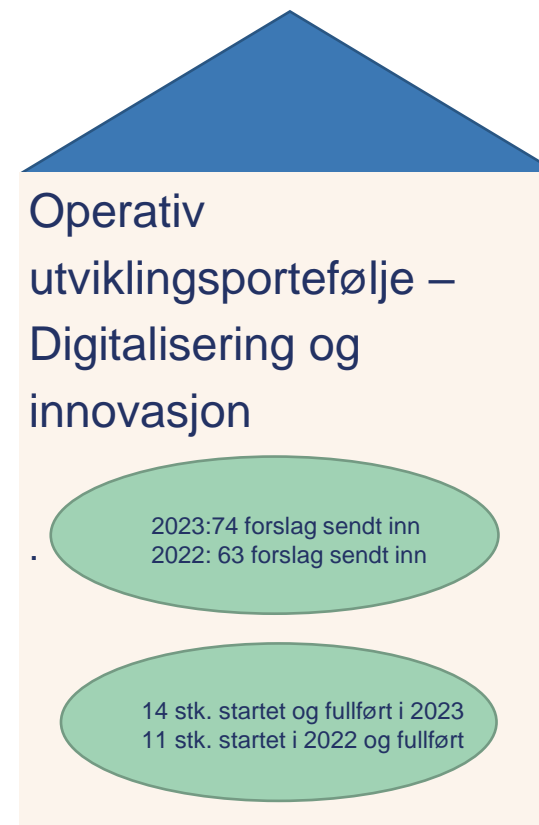 Operativ
utviklingsportefølje –
Digitalisering og
innovasjon
2023:74 forslag sendt inn
. 2022: 63 forslag sendt inn
14 stk. startet og fullført i 2023
11 stk. startet i 2022 og fullført